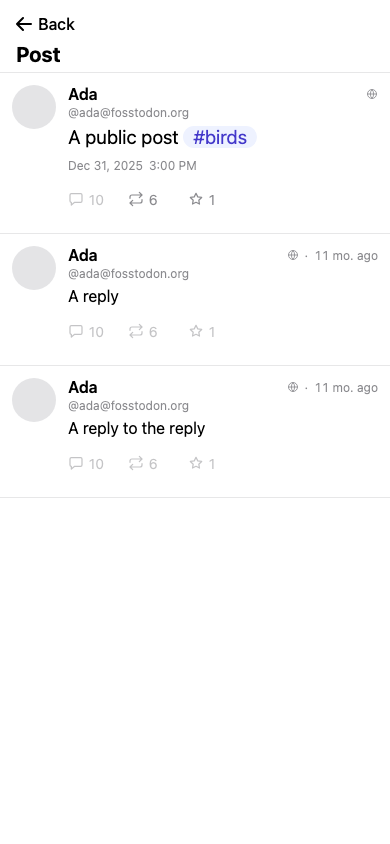 Back
Post
Ada
@ada@fosstodon.org
A public post #birds
Dec 31, 2025 3:00 PM
10 6 1
Ada · 11 mo. ago
@ada@fosstodon.org
A reply
10 6 1
Ada · 11 mo. ago
@ada@fosstodon.org
A reply to the reply
10 6 1